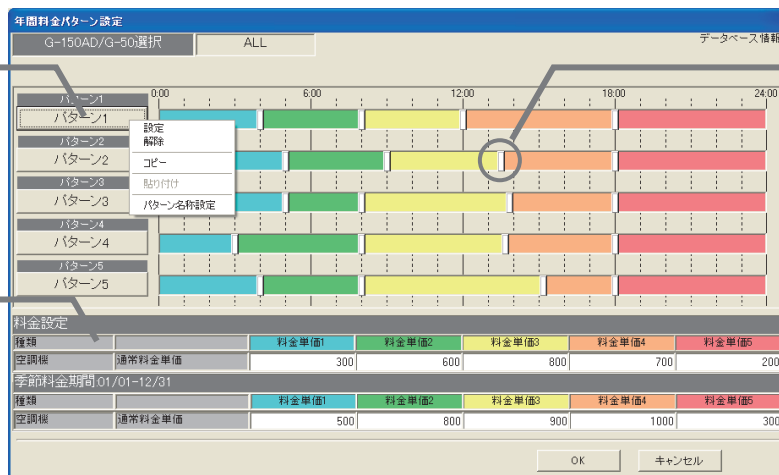 年間料金パターン設定
G-150AD/G-50選択 ALL データベース情報
パターン1 0:00 6:00 12:00 18:00 24:00
パターン1
設定
パターン2 解除
パターン2 コピー
パターン3 貼り付け
パターン3 パターン名称設定
パターン4
パターン4
パターン5
パターン5
料金設定
種類 料金単価1 料金単価2 料金単価3 料金単価4 料金単価5
空調機 通常料金単価 300 600 800 700 200
季節料金期間:01/01-12/31
種類 料金単価1 料金単価2 料金単価3 料金単価4 料金単価5
空調機 通常料金単価 500 800 900 1000 300
OK キャンセル